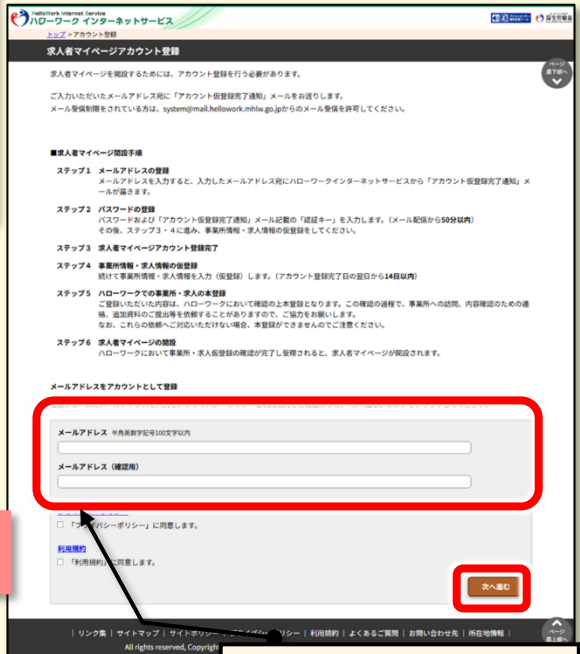 HelloWork Internet Service
ハローワーク インターネットサービス
厚生労働省
トップ > アカウント登録
求人者マイページアカウント登録
ページ
最下部へ
求人者マイページを開設するためには、アカウント登録を行う必要があります。
ご入力いただいたメールアドレス宛に「アカウント仮登録完了通知」メールをお送りします。
メール受信制限をされている方は、system@mail.hellowork.mhlw.go.jpからのメール受信を許可してください。
■求人者マイページ開設手順
ステップ1 メールアドレスの登録
メールアドレスを入力すると、入力したメールアドレス宛にハローワークインターネットサービスから「アカウント仮登録完了通知」メ
ールが届きます。
ステップ2 パスワードの登録
パスワードおよび「アカウント仮登録完了通知」メール記載の「認証キー」を入力します。(メール配信から50分以内)
その後、ステップ3・4に進み、事業所情報・求人情報の仮登録をしてください。
ステップ3 求人者マイページアカウント登録完了
ステップ4 事業所情報・求人情報の仮登録
続けて事業所情報・求人情報を入力(仮登録)します。(アカウント登録完了日の翌日から14日以内)
ステップ5 ハローワークでの事業所・求人の本登録
ご登録いただいた内容は、ハローワークにおいて確認の上本登録となります。この確認の過程で、事業所への訪問、内容確認のための連
絡、追加資料のご提出等を依頼することがありますので、ご協力をお願いします。
なお、これらの依頼へご対応いただけない場合、本登録ができませんのでご注意ください。
ステップ6 求人者マイページの開設
ハローワークにおいて事業所・求人仮登録の確認が完了し受理されると、求人者マイページが開設されます。
メールアドレスをアカウントとして登録
メールアドレス 半角英数字記号100文字以内
メールアドレス(確認用)
「プライバシーポリシー」に同意します。
利用規約
「利用規約」に同意します。
次へ進む
| リンク集 | サイトマップ | サイトポリシー | プライバシーポリシー | 利用規約 | よくあるご質問 | お問い合わせ先 | 所在地情報 |
ページ
最上部へ
All rights reserved, Copyright